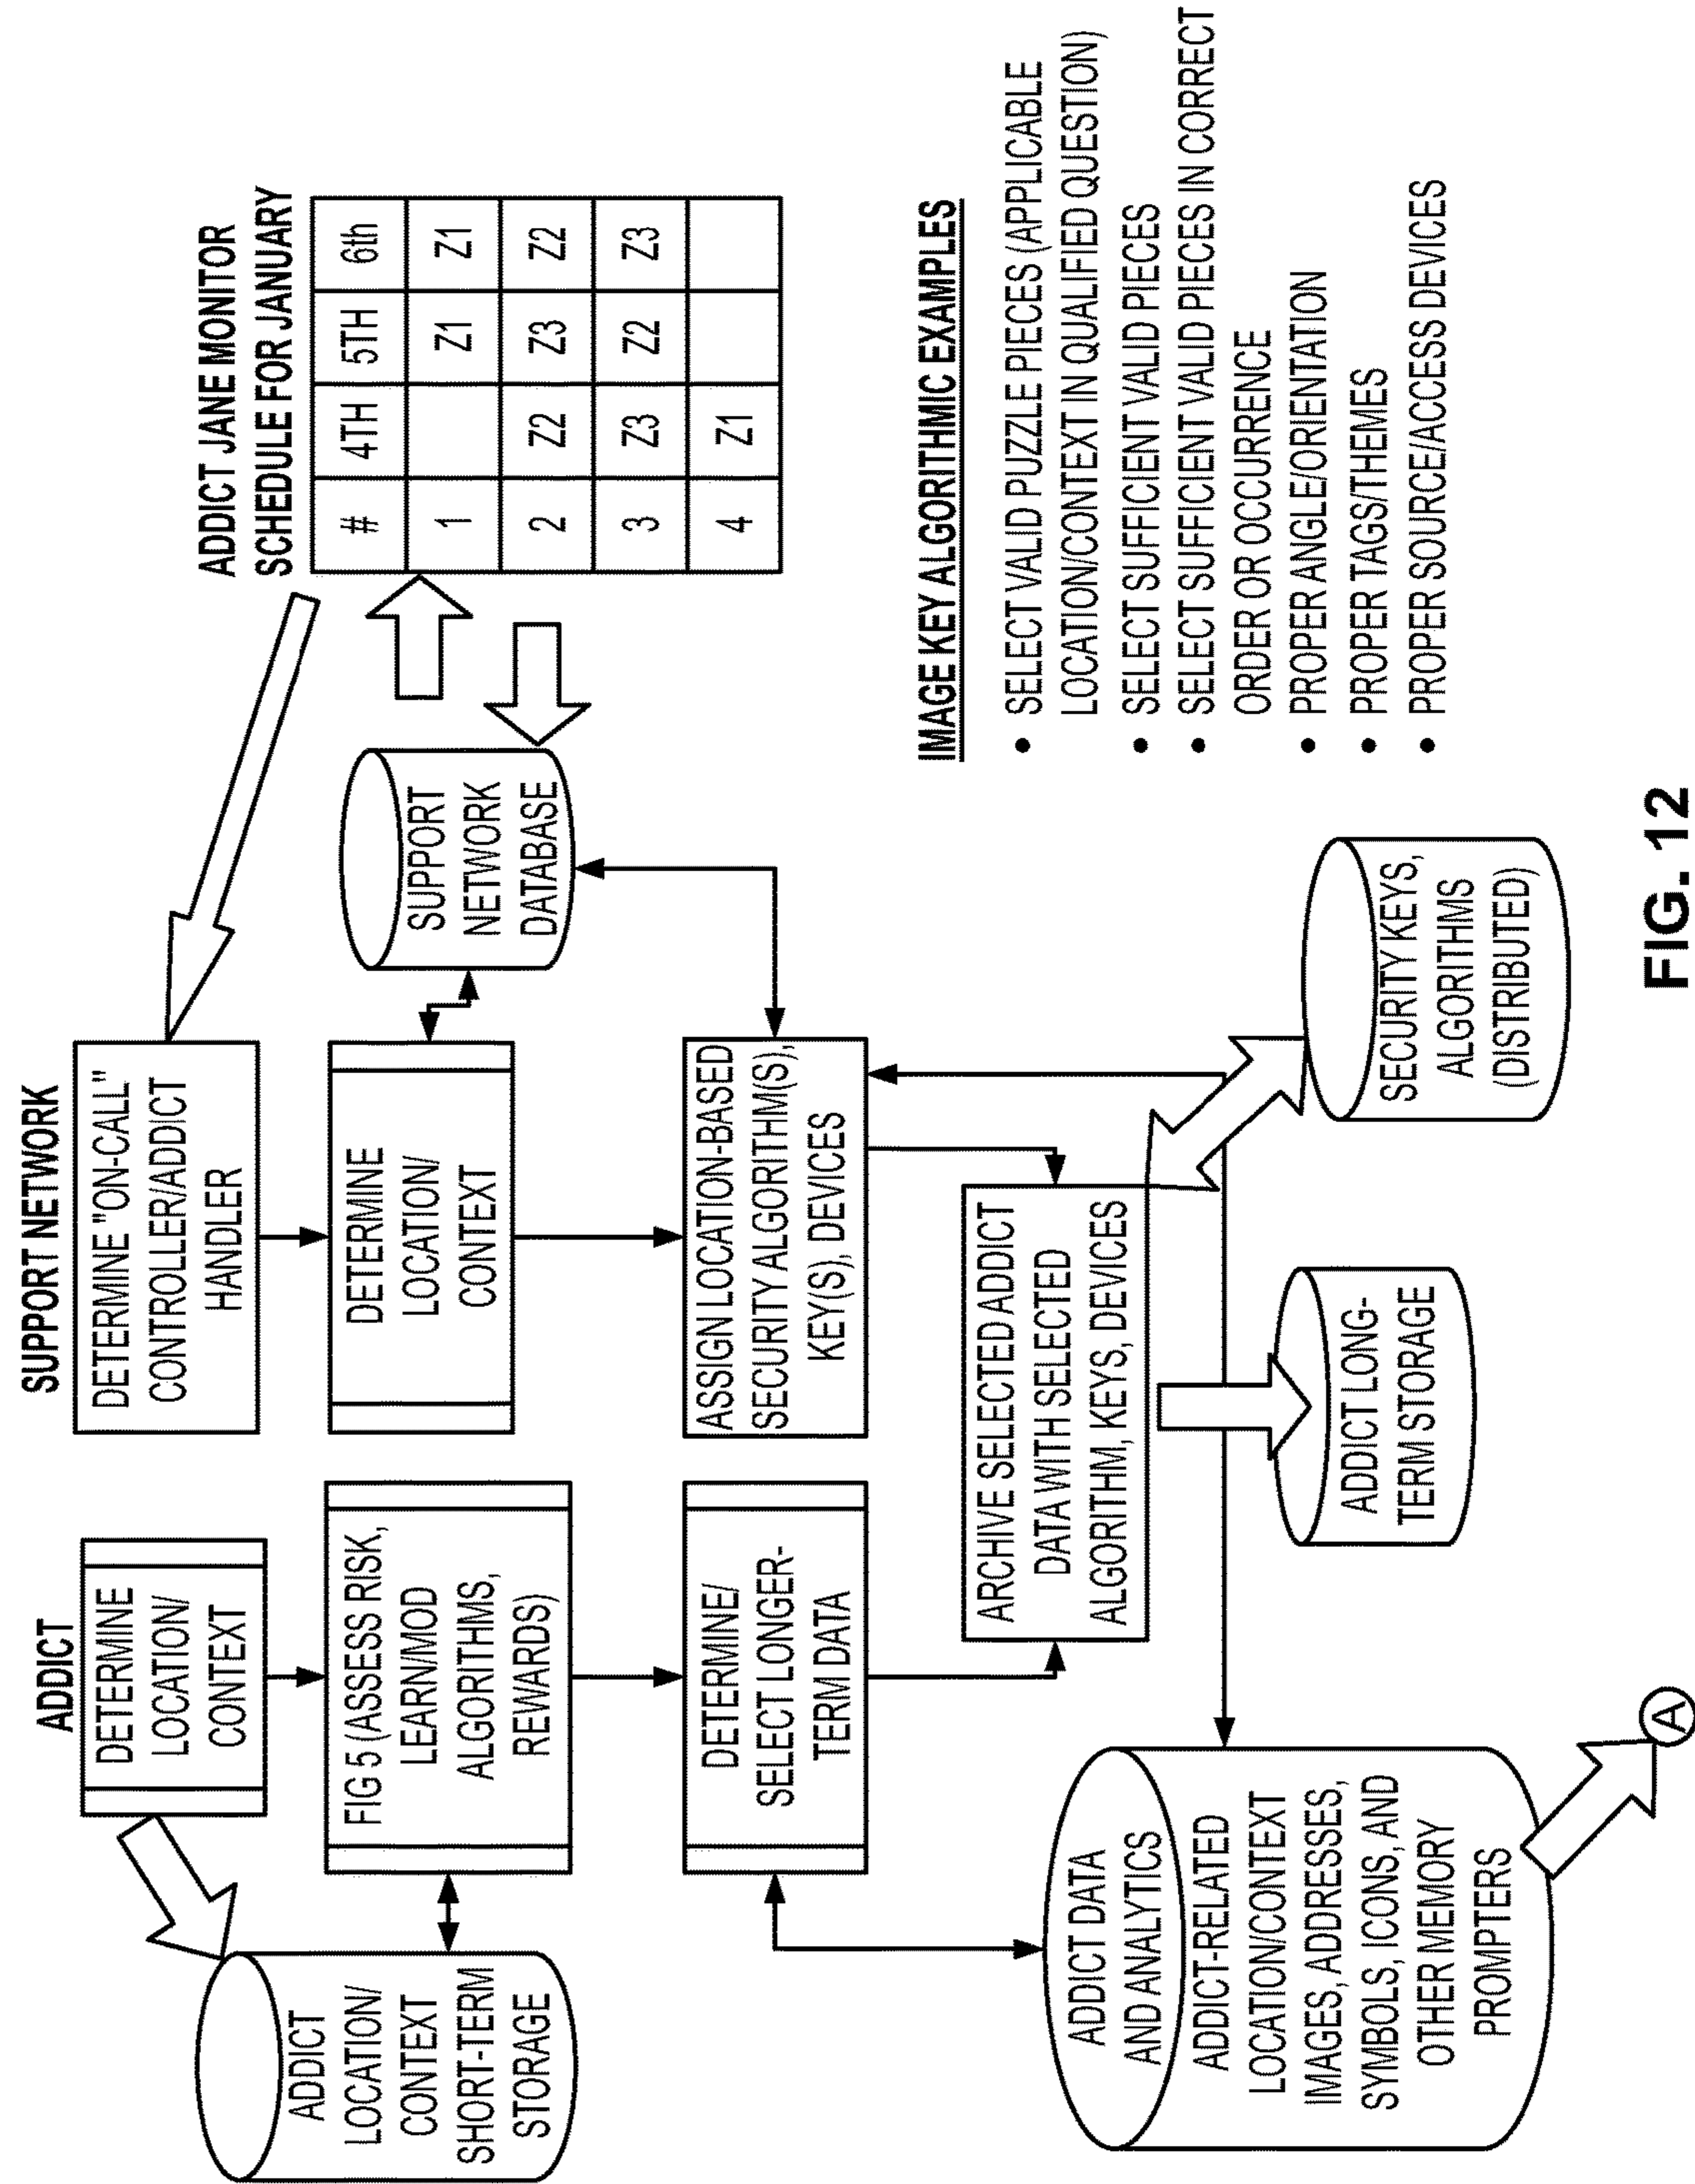 ADDICT
DETERMINE
LOCATION/
CONTEXT
ADDICT
LOCATION/
CONTEXT
SHORT-TERM
STORAGE
FIG 5 (ASSESS RISK,
LEARN/MOD
ALGORITHMS,
REWARDS)
DETERMINE/
SELECT LONGER-
TERM DATA
ADDICT DATA
AND ANALYTICS
ADDICT-RELATED
LOCATION/CONTEXT
IMAGES, ADDRESSES,
SYMBOLS, ICONS, AND
OTHER MEMORY
PROMPTERS
A
SUPPORT NETWORK
DETERMINE "ON-CALL"
CONTROLLER/ADDICT
HANDLER
DETERMINE
LOCATION/
CONTEXT
SUPPORT
NETWORK
DATABASE
ASSIGN LOCATION-BASED
SECURITY ALGORITHM(S),
KEY(S), DEVICES
ARCHIVE SELECTED ADDICT
DATA WITH SELECTED
ALGORITHM, KEYS, DEVICES
ADDICT LONG-
TERM STORAGE
SECURITY KEYS,
ALGORITHMS
(DISTRIBUTED)
ADDICT JANE MONITOR
SCHEDULE FOR JANUARY
# 4TH 5TH 6th
1 Z1 Z1
2 Z2 Z3 Z2
3 Z3 Z2 Z3
4 Z1
IMAGE KEY ALGORITHMIC EXAMPLES
• SELECT VALID PUZZLE PIECES (APPLICABLE
LOCATION/CONTEXT IN QUALIFIED QUESTION)
• SELECT SUFFICIENT VALID PIECES
• SELECT SUFFICIENT VALID PIECES IN CORRECT
ORDER OR OCCURRENCE
• PROPER ANGLE/ORIENTATION
• PROPER TAGS/THEMES
• PROPER SOURCE/ACCESS DEVICES
FIG. 12